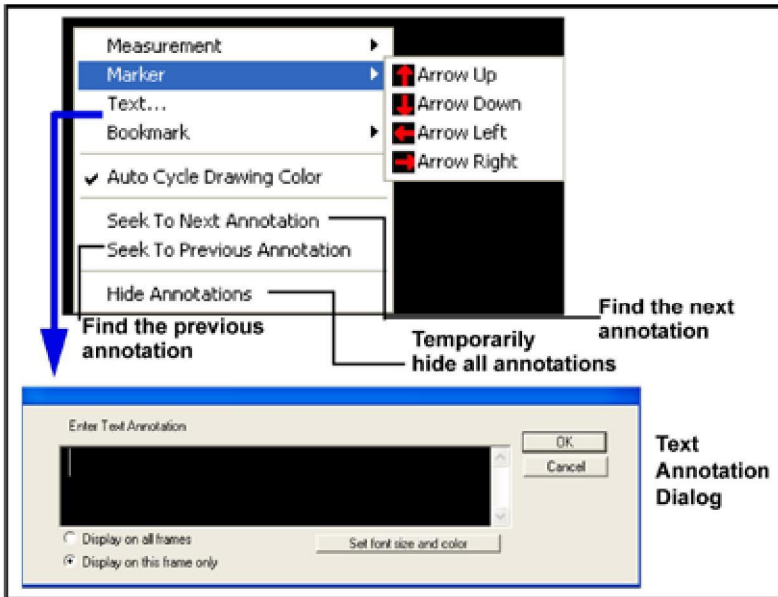 Measurement
Marker
Text...
Bookmark
Auto Cycle Drawing Color
Seek To Next Annotation
Seek To Previous Annotation
Hide Annotations
Arrow Up
Arrow Down
Arrow Left
Arrow Right
Find the previous
annotation
Temporarily
hide all annotations
Find the next
annotation
Enter Text Annotation
OK
Cancel
Display on all frames
Display on this frame only
Set font size and color
Text
Annotation
Dialog